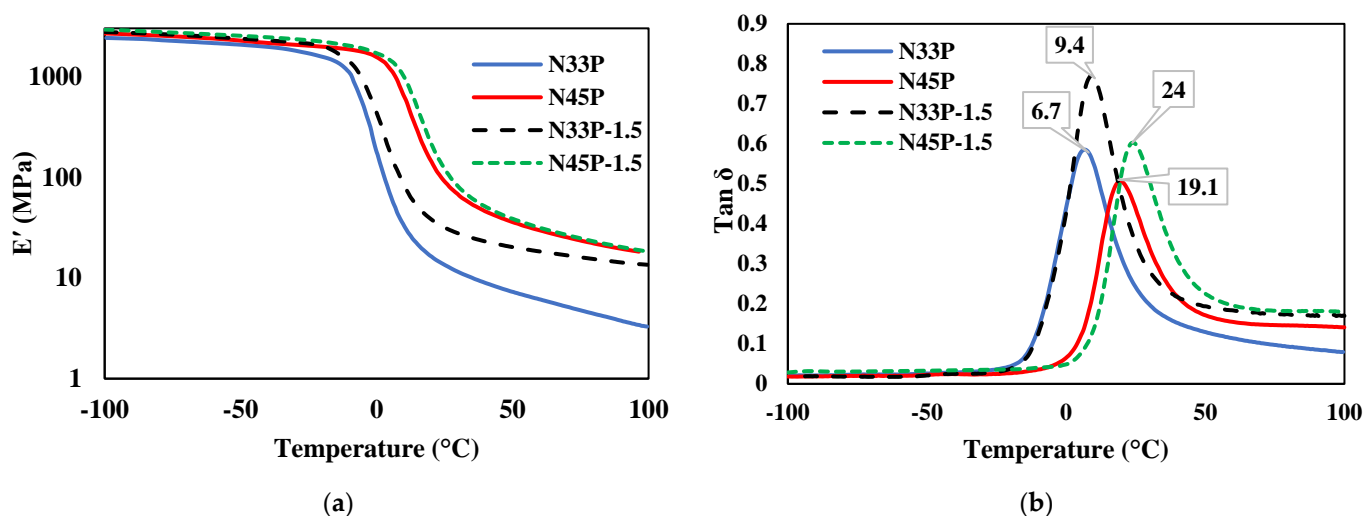 E′ (MPa)
1000
100
10
1
-100
-50
0
50
100
Temperature (°C)
N33P
N45P
N33P-1.5
N45P-1.5
(a)
Tan δ
0.9
0.8
0.7
0.6
0.5
0.4
0.3
0.2
0.1
0
-100
-50
0
50
100
Temperature (°C)
N33P
N45P
N33P-1.5
N45P-1.5
9.4
6.7
24
19.1
(b)